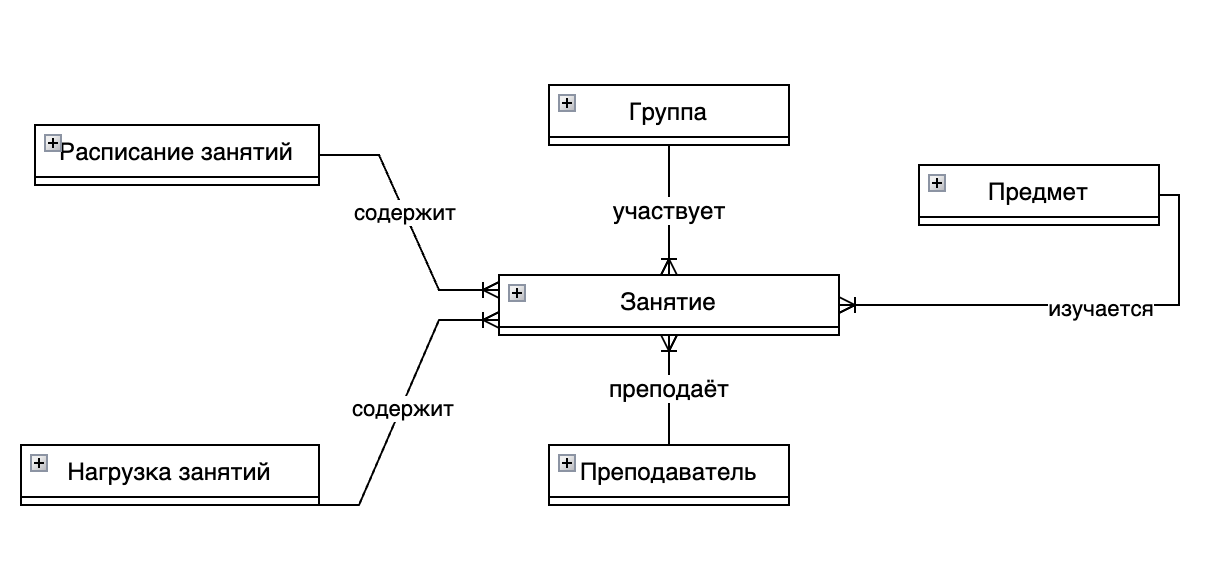 Группа
Расписание занятий
Предмет
содержит
участвует
Занятие
изучается
преподаёт
содержит
Нагрузка занятий
Преподаватель